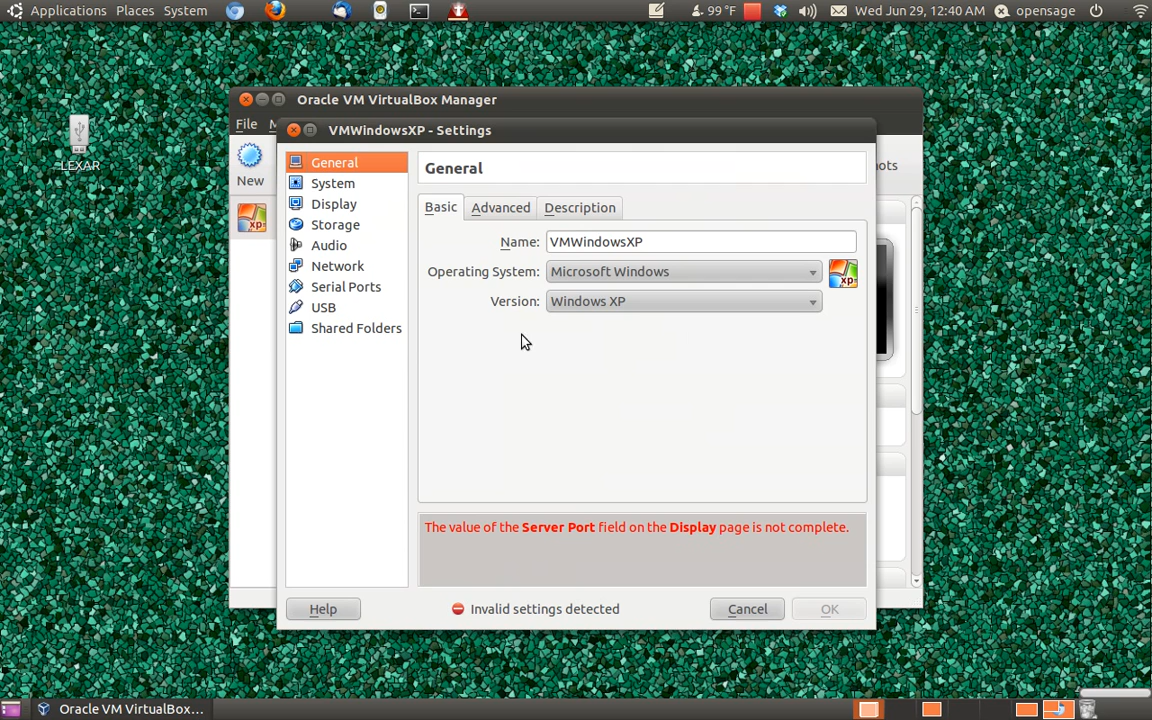 Applications Places System
99 °F
Wed Jun 29, 12:40 AM
opensage
LEXAR
Oracle VM VirtualBox Manager
File M
New
xp
ots
VMWindowsXP - Settings
General
System
Display
Storage
Audio
Network
Serial Ports
USB
Shared Folders
General
Basic Advanced Description
Name: VMWindowsXP
Operating System: Microsoft Windows
xp
Version: Windows XP
The value of the Server Port field on the Display page is not complete.
Help
Invalid settings detected
Cancel
OK
Oracle VM VirtualBox...